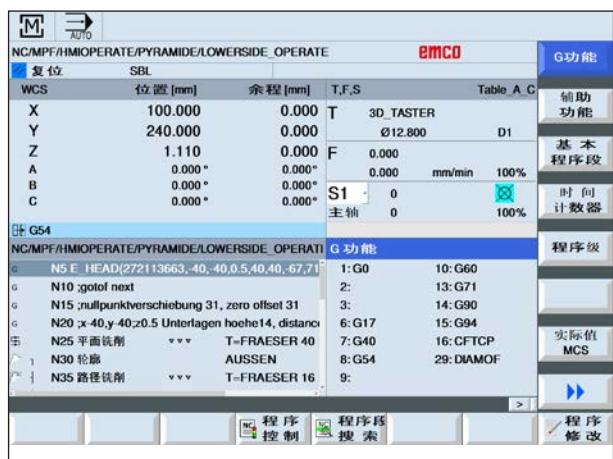 M
AUTO
NC/MPF/HMIOPERATE/PYRAMIDE/LOWERSIDE_OPERATE emco
复位 SBL
WCS 位置 [mm] 余程 [mm] T,F,S Table_A_C
X 100.000 0.000 T 3D_TASTER
Y 240.000 0.000 Ø12.800 D1
Z 1.110 0.000 F 0.000
A 0.000 ° 0.000 ° 0.000 mm/min 100%
B 0.000 ° 0.000 ° S1 0
C 0.000 ° 0.000 ° 主轴 0 100%
G54
NC/MPF/HMIOPERATE/PYRAMIDE/LOWERSIDE_OPERATI G功能
G N5 E_HEAD(272113663,-40,-40,0.5,40,40,-67,71 1: G0 10: G60
G N10 ;gotof next 2: 13: G71
G N15 ;nullpunktverschiebung 31, zero offset 31 3: 14: G90
G N20 ;x-40,y-40;z0.5 Unterlagen hoehe14, distance 6: G17 15: G94
N25 平面铣削 ▿▿▿ T=FRAESER 40 7: G40 16: CFTCP
N30 轮廓 AUSSEN 8: G54 29: DIAMOF
N35 路径铣削 ▿▿▿ T=FRAESER 16 9:
>
G功能
辅助
功能
基本
程序段
时间
计数器
程序级
实际值
MCS
NC 程序
控制
NC 程序段
搜索
程序
修改